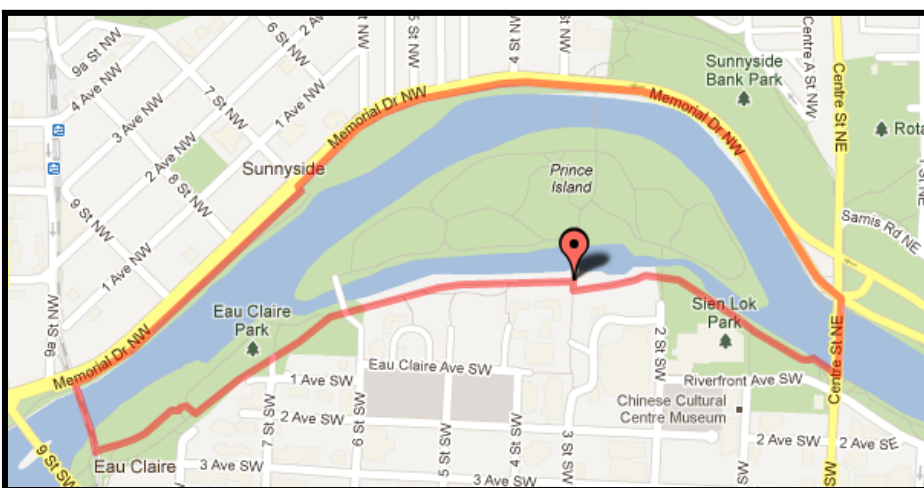 9a St NW
6 St NW
2 A
5 St NW
4 St NW
Centre A St NW
Centre St NE
4 Ave NW
3 Ave NW
7 St NW
1 Ave NW
Memorial Dr NW
Sunnyside
Bank Park
Memorial Dr NW
Rota
2 Ave NW
Sunnyside
8 St NW
Prince
Island
9 St NW
Samis Rd NE
1 Ave NW
9a St NW
Eau Claire
Park
Sien Lok
Park
2 St SW
Centre St NE
Memorial Dr NW
Eau Claire Ave SW
1 Ave SW
Riverfront Ave SW
2 Ave SW
Chinese Cultural
Centre Museum
7 St SW
6 St SW
5 St SW
4 St SW
3 St SW
2 Ave SW
2 Ave SE
9 St SW
Eau Claire
3 Ave SW
3 Ave SW
SW